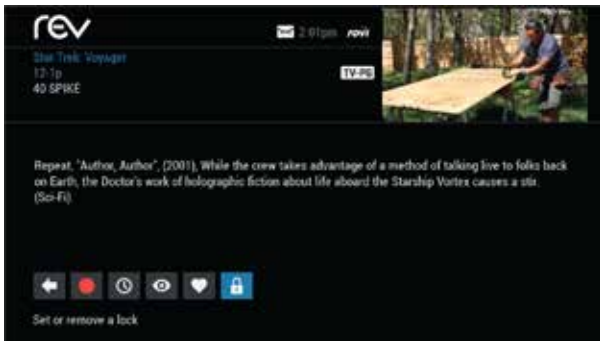 rev
2:01pm rovi
Star Trek: Voyager
12-1p
TV-PG
40 SPIKE
Repeat, "Author, Author", (2001), While the crew takes advantage of a method of talking live to folks back
on Earth, the Doctor's work of holographic fiction about life aboard the Starship Vortex causes a stir.
(Sci-Fi)
Set or remove a lock